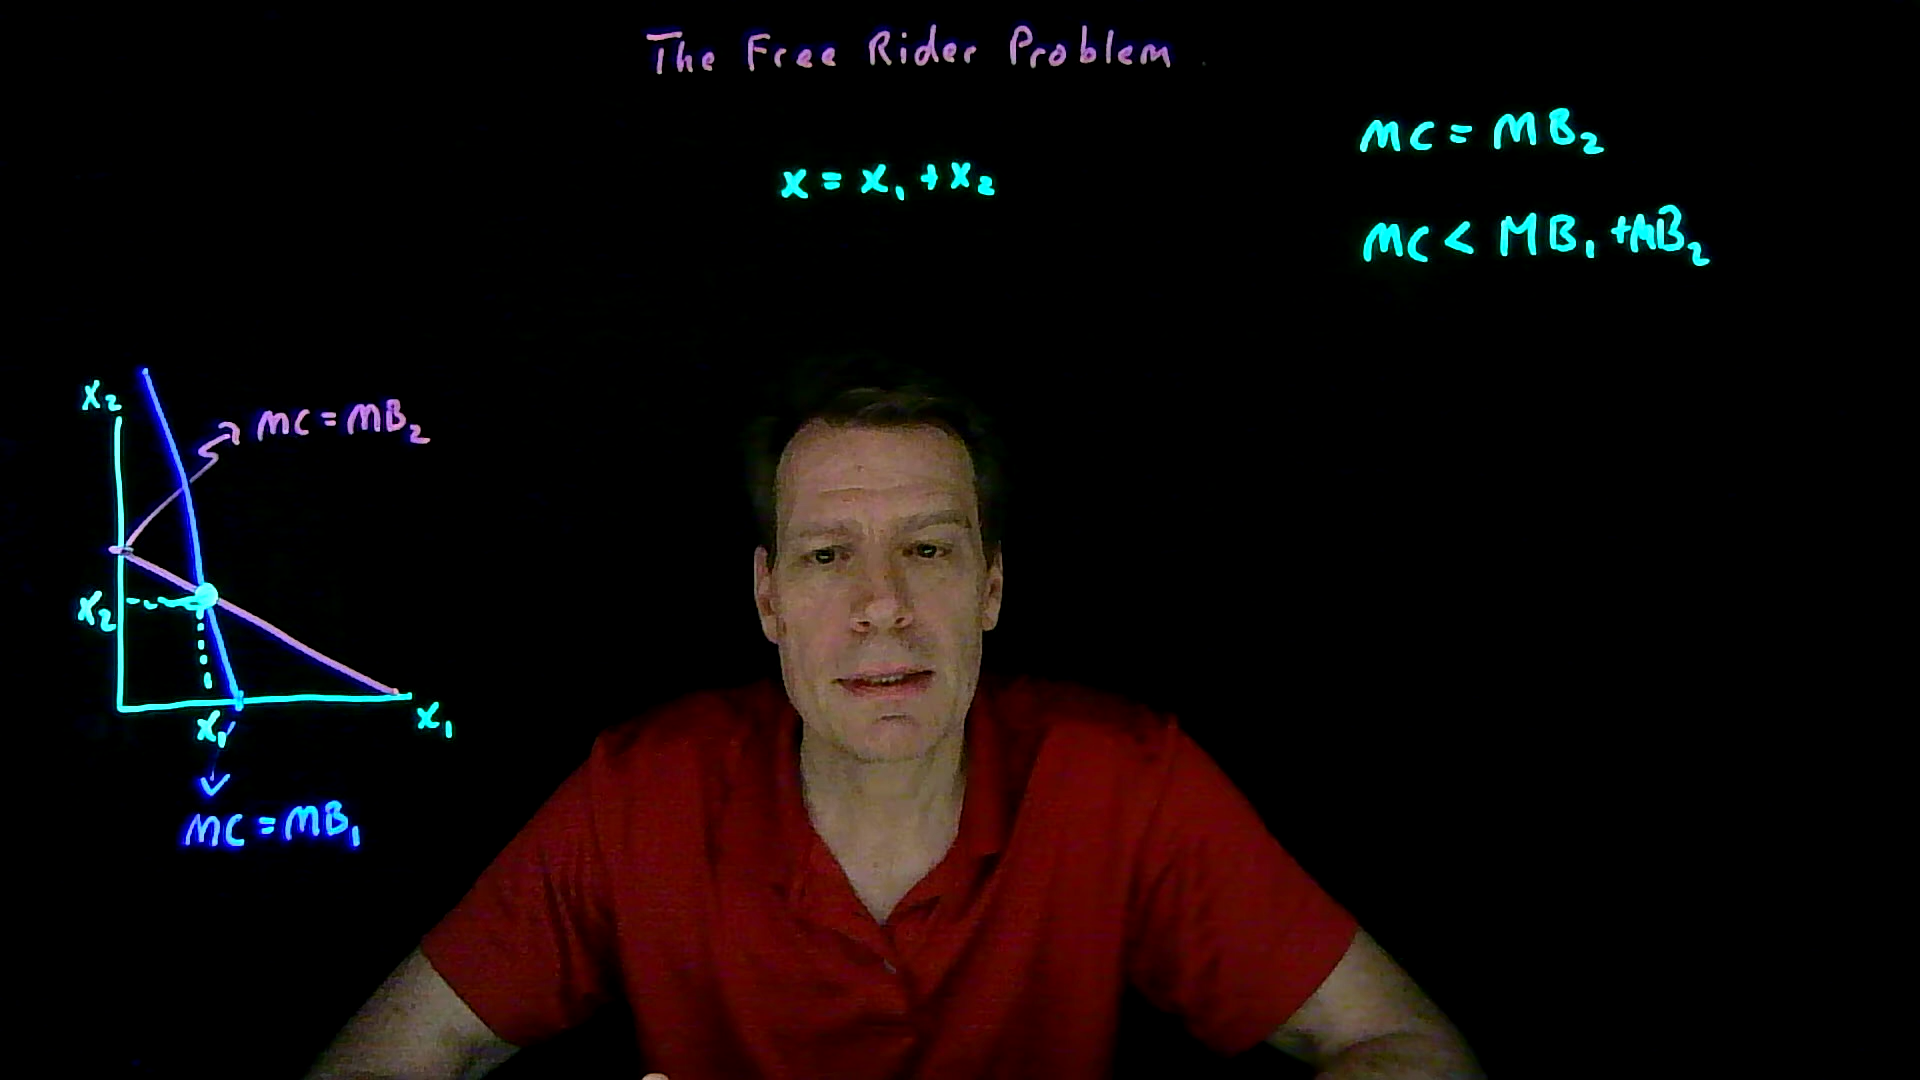 The Free Rider Problem
MC = MB₂
x = x₁ + x₂
MC < MB₁ + MB₂
x₂
MC = MB₂
x₂
x₁
x₁
MC = MB₁